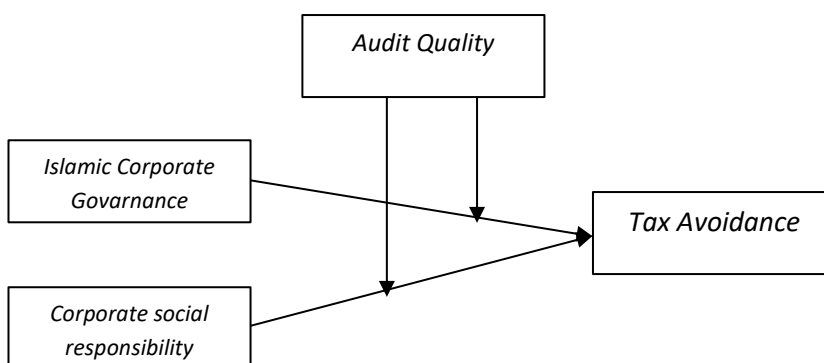 Audit Quality
Islamic Corporate
Govarnance
Tax Avoidance
Corporate social
responsibility